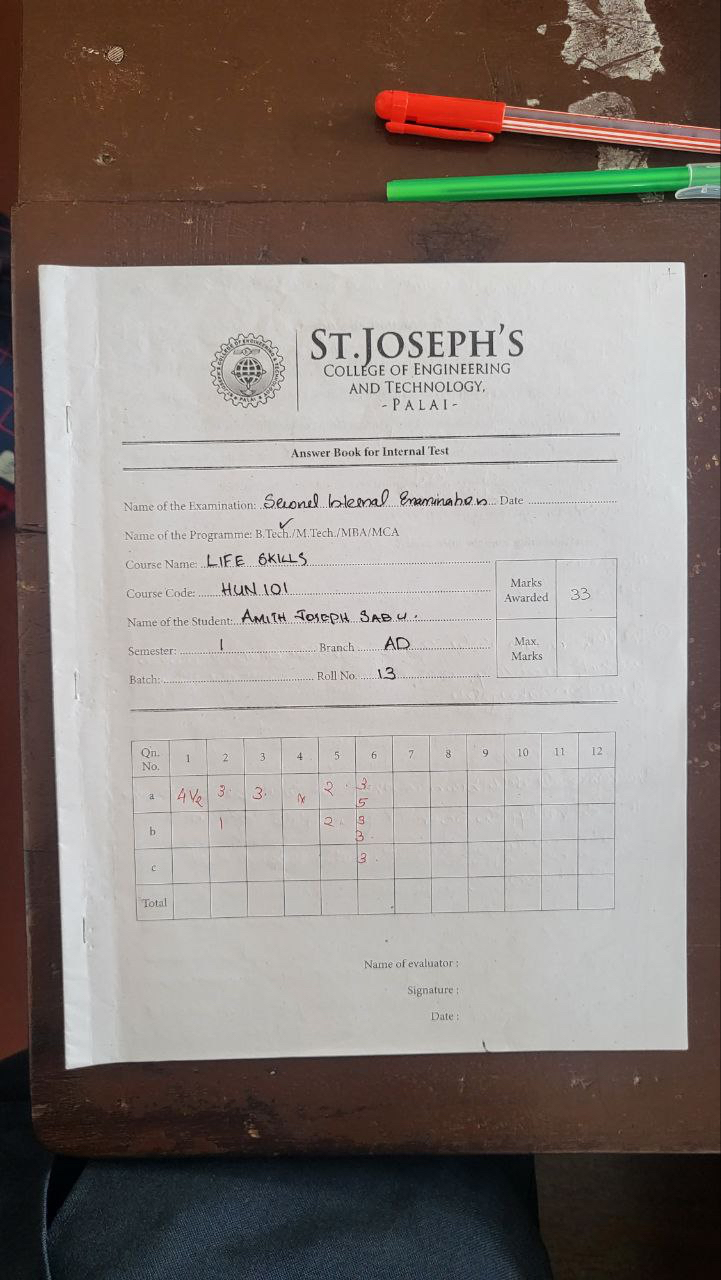 ST.JOSEPH'S
COLLEGE OF ENGINEERING
AND TECHNOLOGY,
- PALAI -
Answer Book for Internal Test
Name of the Examination: Second Internal Examination Date
Name of the Programme: B.Tech./M.Tech./MBA/MCA
Course Name: LIFE SKILLS
Course Code: HUN 101
Name of the Student: AMITH JOSEPH SABU.
Semester: 1 Branch AD
Batch: Roll No. 13
Marks Awarded 33
Max. Marks
Qn. No. 1 2 3 4 5 6 7 8 9 10 11 12
a 4½ 3. 3. 2. 3. 5
b 1 2. 3 3.
c 3.
Total
Name of evaluator :
Signature :
Date :